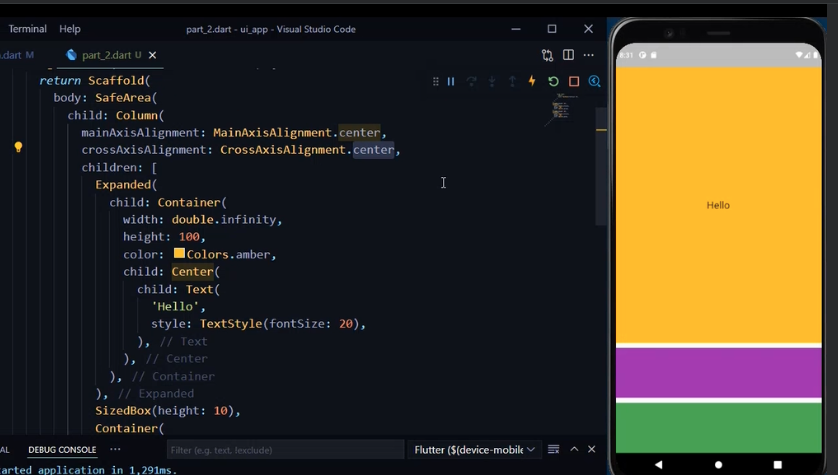 Terminal Help part_2.dart - ui_app - Visual Studio Code
.dart M part_2.dart U
return Scaffold(
body: SafeArea(
child: Column(
mainAxisAlignment: MainAxisAlignment.center,
crossAxisAlignment: CrossAxisAlignment.center,
children: [
Expanded(
child: Container(
width: double.infinity,
height: 100,
color: Colors.amber,
child: Center(
child: Text(
'Hello',
style: TextStyle(fontSize: 20),
), // Text
), // Center
), // Container
), // Expanded
SizedBox(height: 10),
Container(
AL DEBUG CONSOLE ··· Filter (e.g. text, !exclude) Flutter ($(device-mobile
tarted application in 1,291ms.
Hello